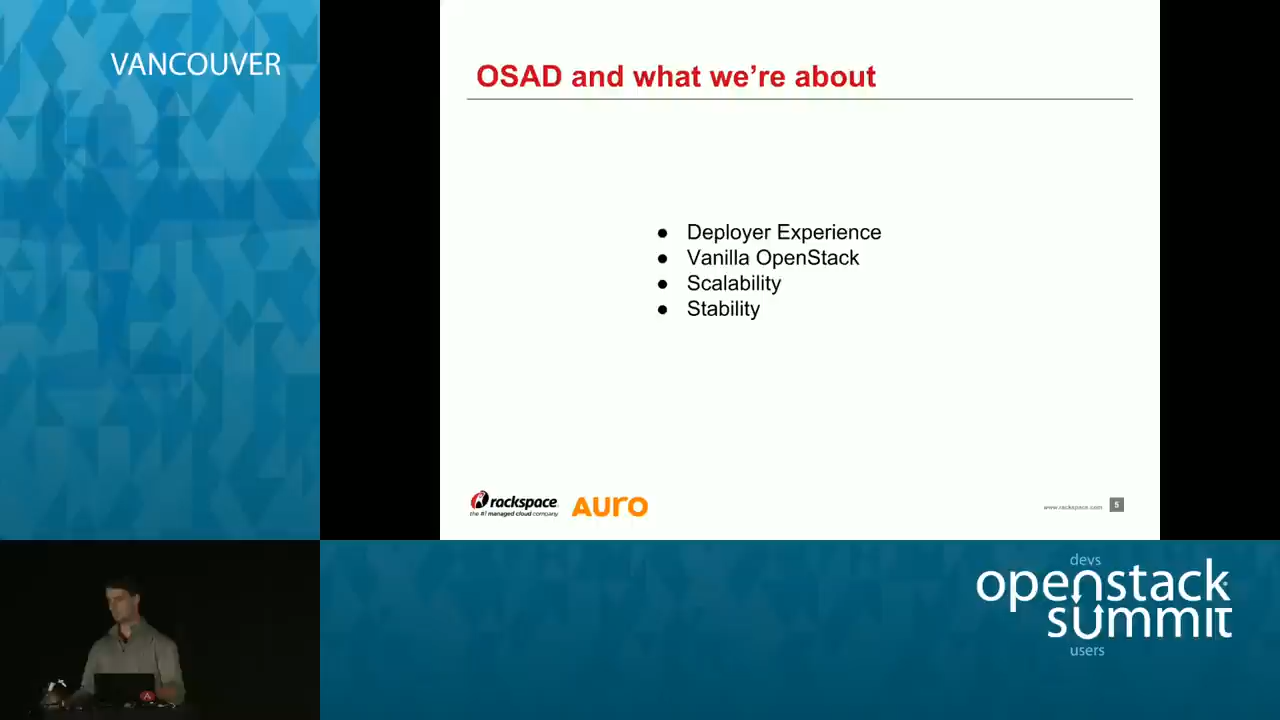 VANCOUVER
OSAD and what we're about
● Deployer Experience
● Vanilla OpenStack
● Scalability
● Stability
rackspace
the #1 managed cloud company
AURO
www.rackspace.com
5
devs
openstack
summit
users